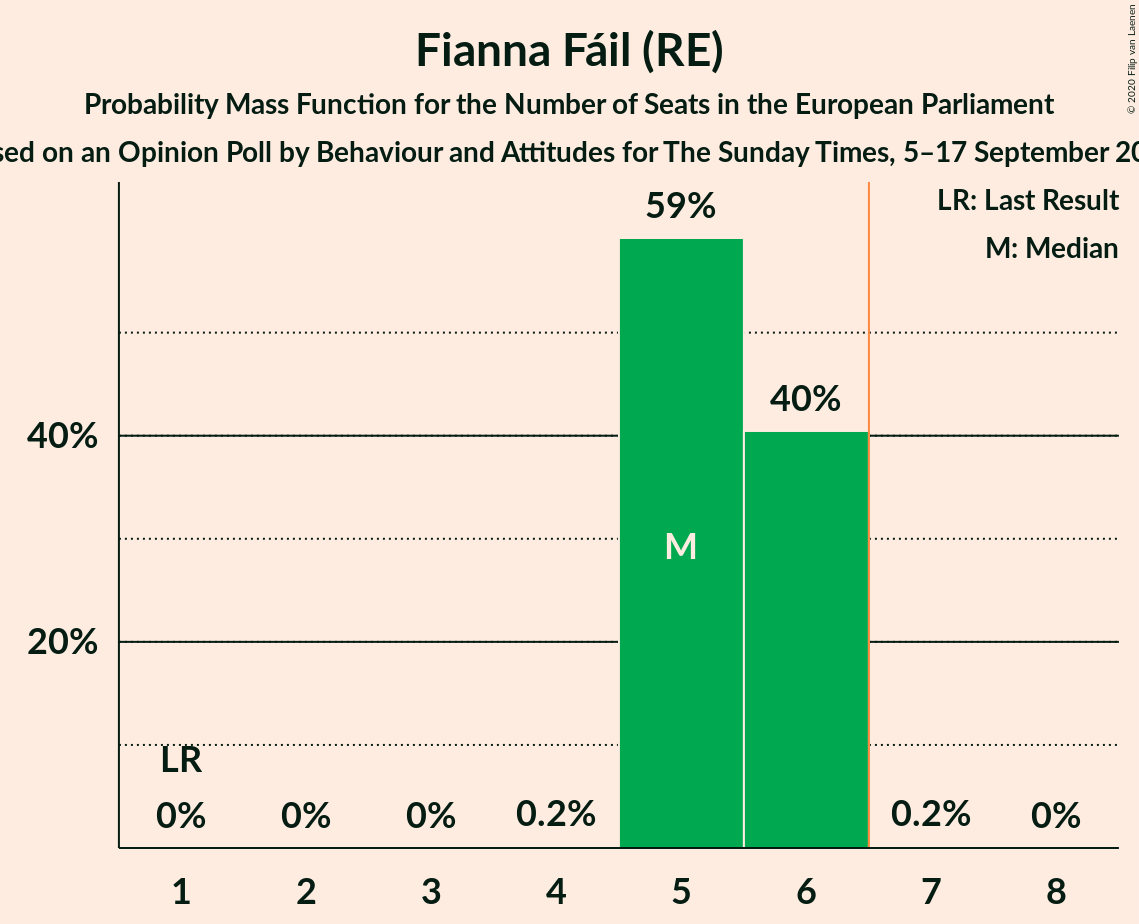 Fianna Fáil (RE)
Probability Mass Function for the Number of Seats in the European Parliament
on an Opinion Poll by Behaviour and Attitudes for The Sunday Times, 5–17 September
© 2020 Filip van Laenen
LR: Last Result
M: Median
59%
40%
40%
M
20%
LR
0%
0%
0%
0.2%
0.2%
0%
1
2
3
4
5
6
7
8